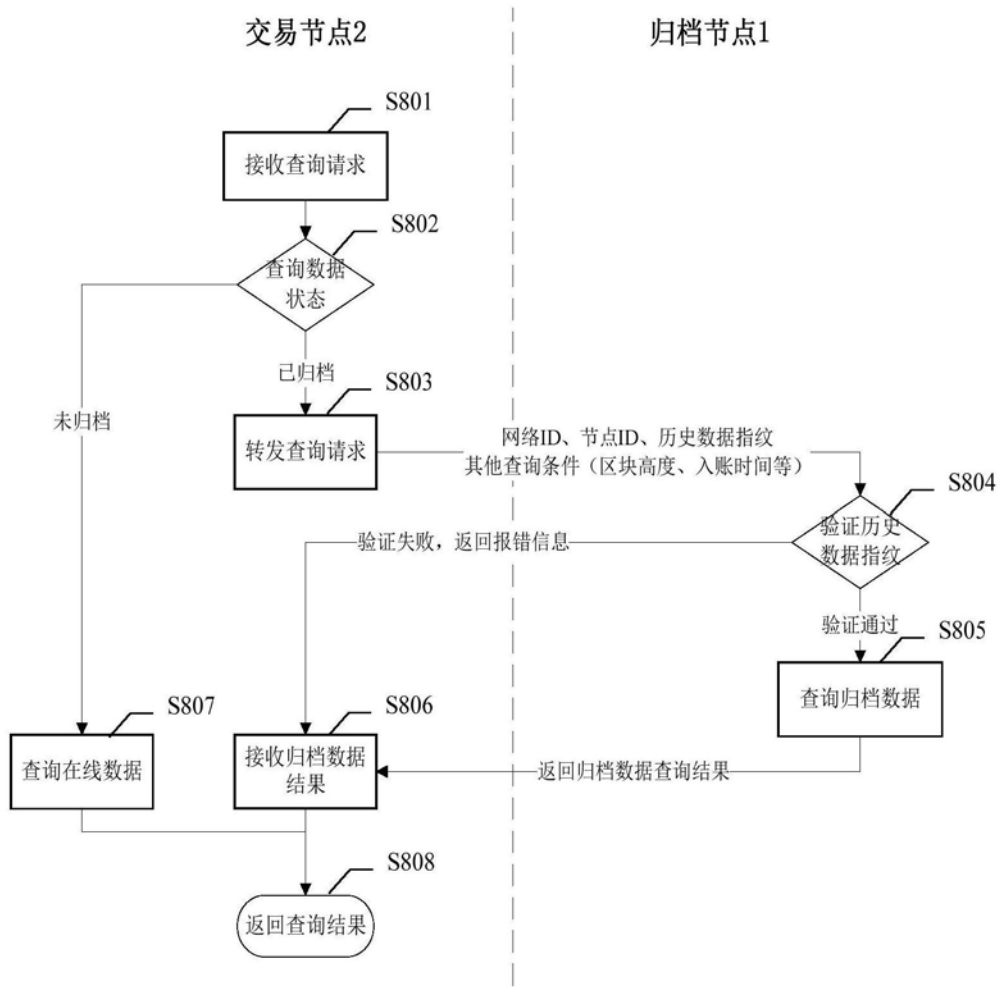 交易节点2
归档节点1
S801
接收查询请求
S802
查询数据
状态
已归档
S803
未归档
转发查询请求
网络ID、节点ID、历史数据指纹
其他查询条件（区块高度、入账时间等）
S804
验证历史
数据指纹
验证失败，返回报错信息
验证通过
S805
查询归档数据
S807
S806
查询在线数据
接收归档数据
结果
返回归档数据查询结果
S808
返回查询结果